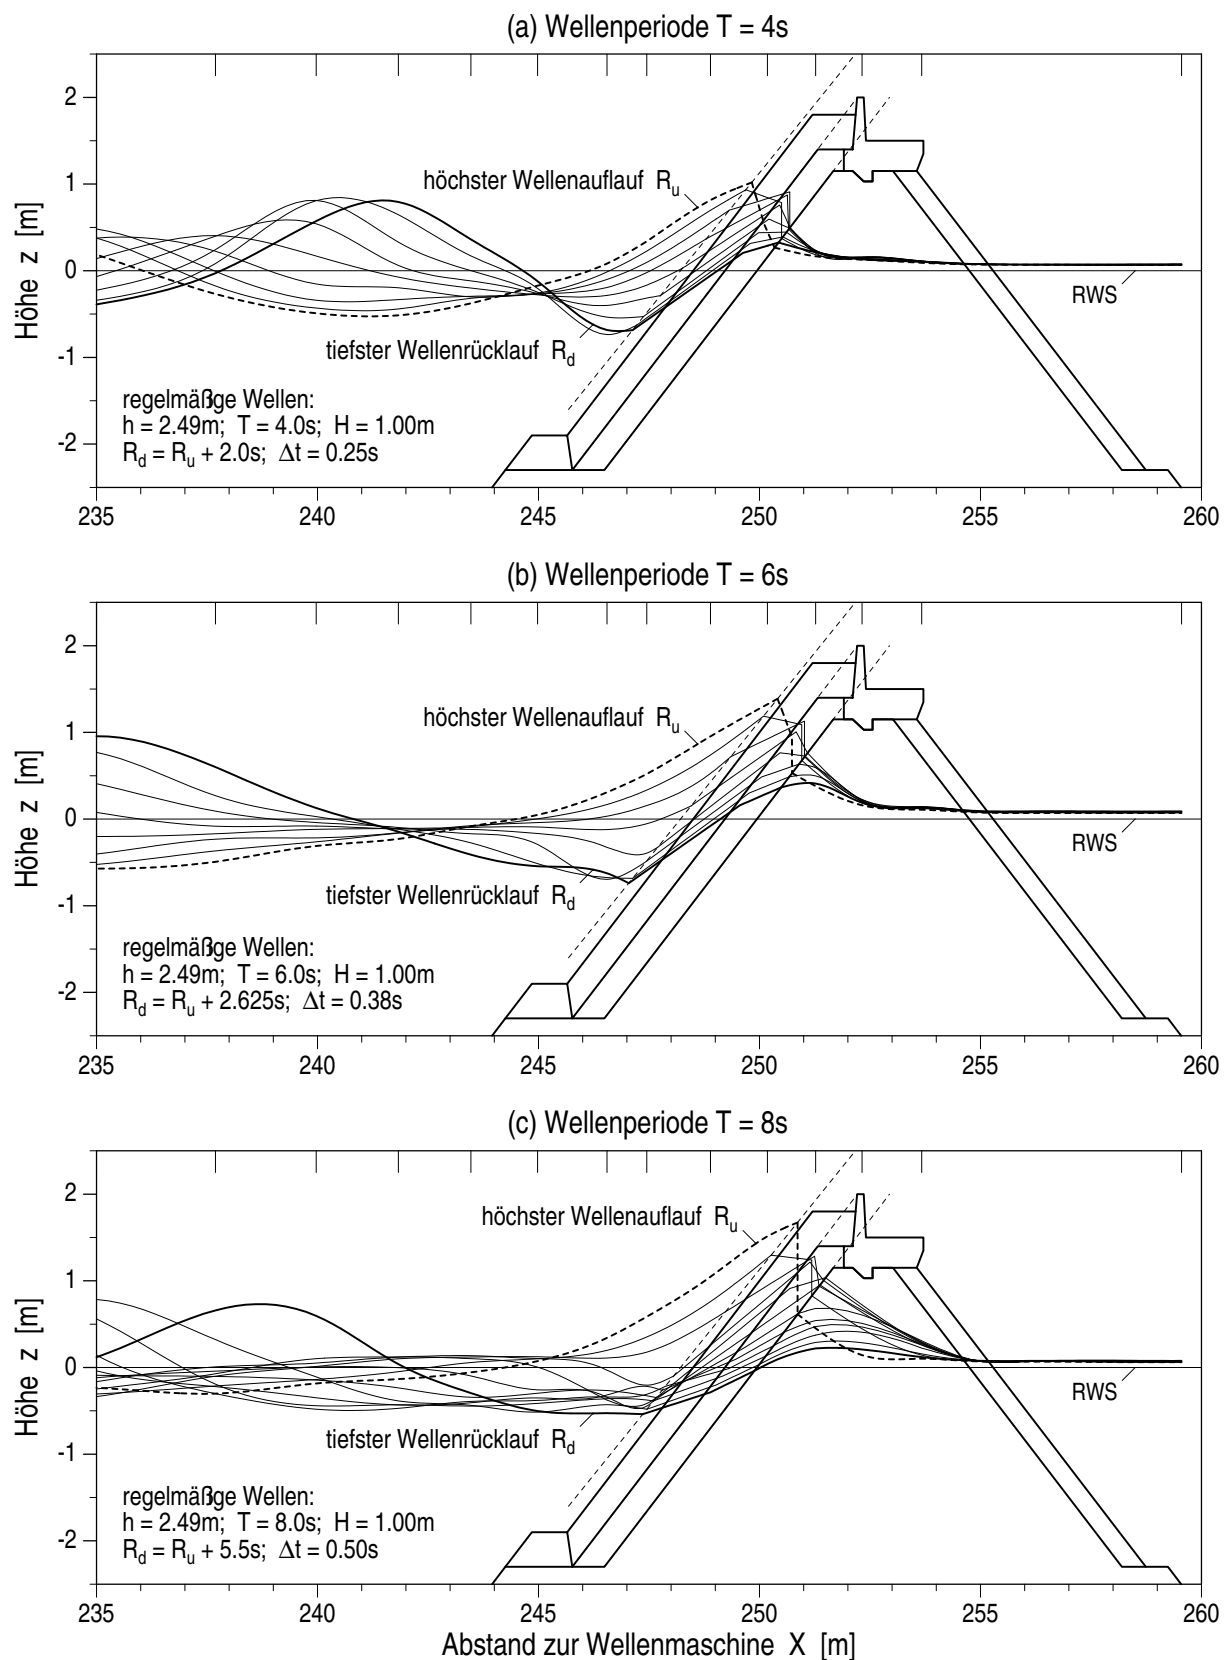 (a) Wellenperiode T = 4s
Höhe z [m]
2
1
0
-1
-2
höchster Wellenauflauf R_u
RWS
tiefster Wellenrücklauf R_d
regelmäßige Wellen:
h = 2.49m; T = 4.0s; H = 1.00m
R_d = R_u + 2.0s; Δt = 0.25s
235 240 245 250 255 260
(b) Wellenperiode T = 6s
Höhe z [m]
2
1
0
-1
-2
höchster Wellenauflauf R_u
RWS
tiefster Wellenrücklauf R_d
regelmäßige Wellen:
h = 2.49m; T = 6.0s; H = 1.00m
R_d = R_u + 2.625s; Δt = 0.38s
235 240 245 250 255 260
(c) Wellenperiode T = 8s
Höhe z [m]
2
1
0
-1
-2
höchster Wellenauflauf R_u
RWS
tiefster Wellenrücklauf R_d
regelmäßige Wellen:
h = 2.49m; T = 8.0s; H = 1.00m
R_d = R_u + 5.5s; Δt = 0.50s
235 240 245 250 255 260
Abstand zur Wellenmaschine X [m]